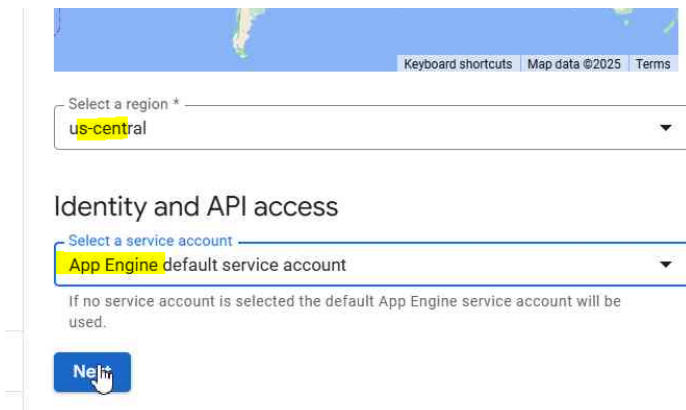 Keyboard shortcuts Map data ©2025 Terms
Select a region *
us-central
Identity and API access
Select a service account
App Engine default service account
If no service account is selected the default App Engine service account will be
used.